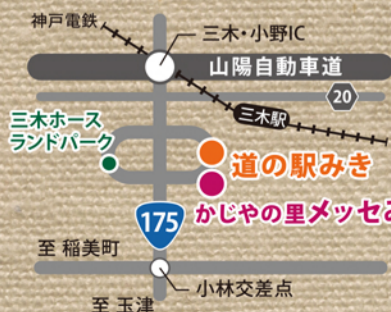 神戸電鉄
三木・小野IC
山陽自動車道
20
三木駅
三木ホース
ランドパーク
道の駅みき
かじやの里メッセみ
175
至 稲美町
小林交差点
至 玉津